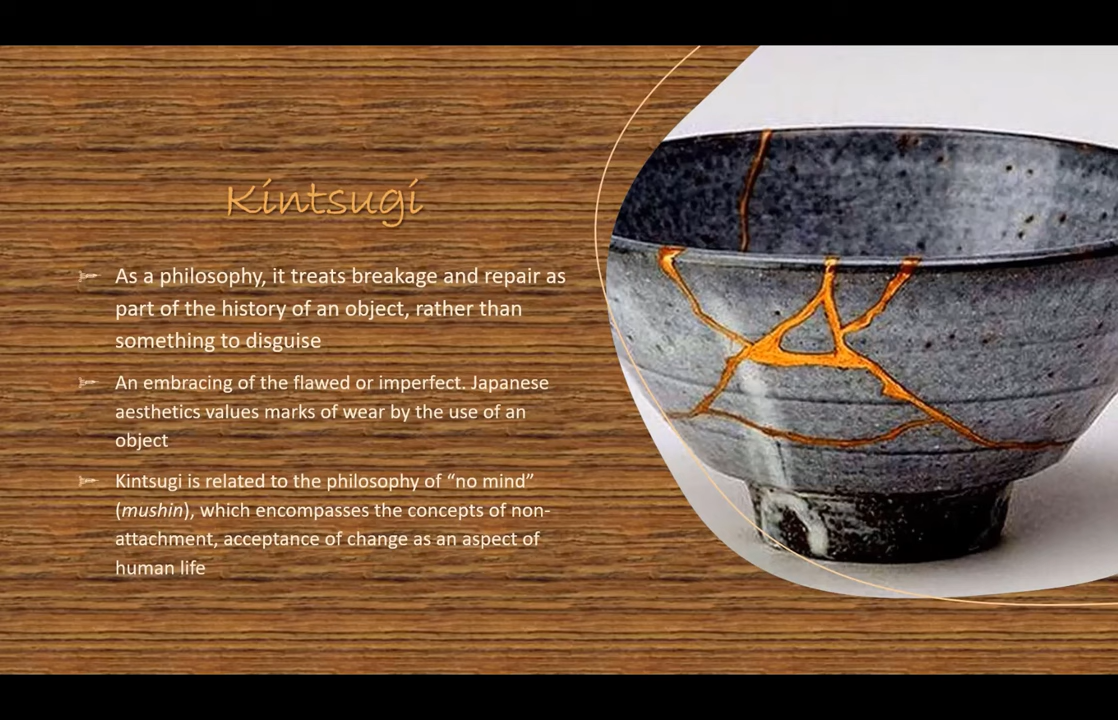 Kintsugi
As a philosophy, it treats breakage and repair as
part of the history of an object, rather than
something to disguise
An embracing of the flawed or imperfect. Japanese
aesthetics values marks of wear by the use of an
object
Kintsugi is related to the philosophy of “no mind”
(mushin), which encompasses the concepts of non-
attachment, acceptance of change as an aspect of
human life